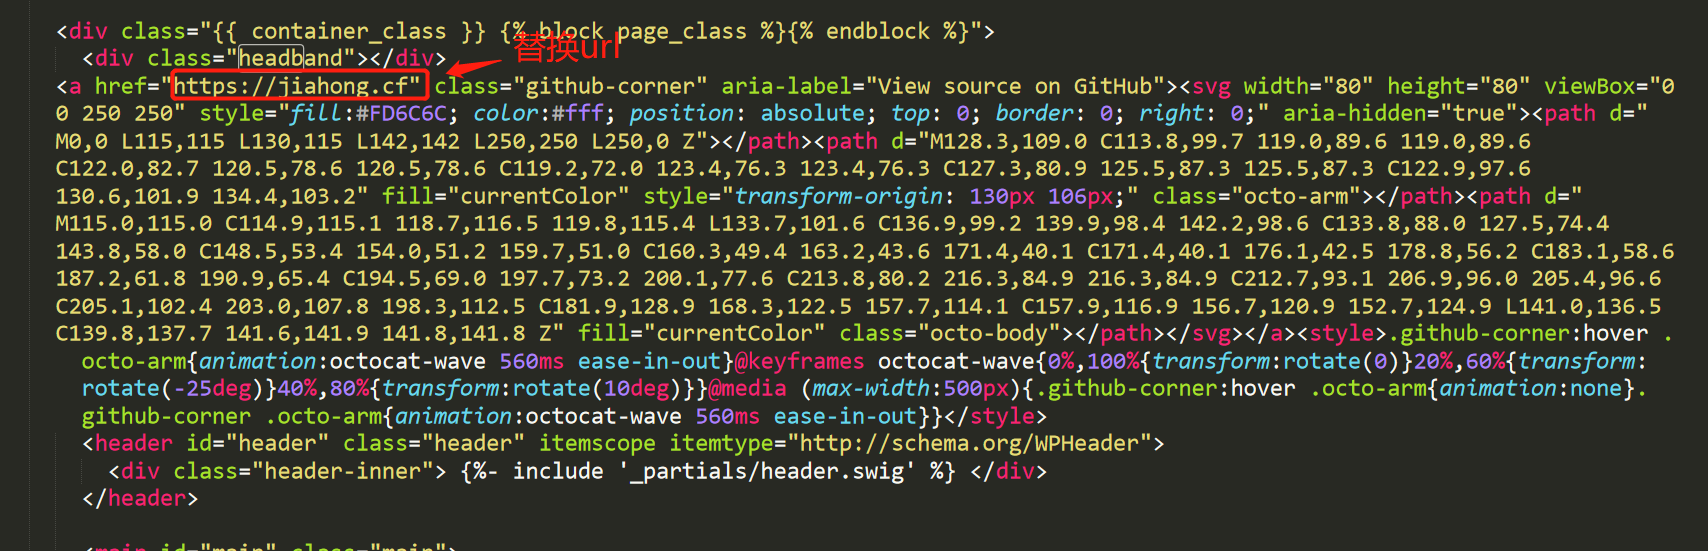 <div class="{{ container_class }} {% block page_class %}{% endblock %}">
<div class="headband"></div>
替换url
<a href="https://jiahong.cf" class="github-corner" aria-label="View source on GitHub"><svg width="80" height="80" viewBox="0
0 250 250" style="fill:#FD6C6C; color:#fff; position: absolute; top: 0; border: 0; right: 0;" aria-hidden="true"><path d="
M0,0 L115,115 L130,115 L142,142 L250,250 L250,0 Z"></path><path d="M128.3,109.0 C113.8,99.7 119.0,89.6 119.0,89.6
C122.0,82.7 120.5,78.6 120.5,78.6 C119.2,72.0 123.4,76.3 123.4,76.3 C127.3,80.9 125.5,87.3 125.5,87.3 C122.9,97.6
130.6,101.9 134.4,103.2" fill="currentColor" style="transform-origin: 130px 106px;" class="octo-arm"></path><path d="
M115.0,115.0 C114.9,115.1 118.7,116.5 119.8,115.4 L133.7,101.6 C136.9,99.2 139.9,98.4 142.2,98.6 C133.8,88.0 127.5,74.4
143.8,58.0 C148.5,53.4 154.0,51.2 159.7,51.0 C160.3,49.4 163.2,43.6 171.4,40.1 C171.4,40.1 176.1,42.5 178.8,56.2 C183.1,58.6
187.2,61.8 190.9,65.4 C194.5,69.0 197.7,73.2 200.1,77.6 C213.8,80.2 216.3,84.9 216.3,84.9 C212.7,93.1 206.9,96.0 205.4,96.6
C205.1,102.4 203.0,107.8 198.3,112.5 C181.9,128.9 168.3,122.5 157.7,114.1 C157.9,116.9 156.7,120.9 152.7,124.9 L141.0,136.5
C139.8,137.7 141.6,141.9 141.8,141.8 Z" fill="currentColor" class="octo-body"></path></svg></a><style>.github-corner:hover .
octo-arm{animation:octocat-wave 560ms ease-in-out}@keyframes octocat-wave{0%,100%{transform:rotate(0)}20%,60%{transform:
rotate(-25deg)}40%,80%{transform:rotate(10deg)}}@media (max-width:500px){.github-corner:hover .octo-arm{animation:none}.
github-corner .octo-arm{animation:octocat-wave 560ms ease-in-out}}</style>
<header id="header" class="header" itemscope itemtype="http://schema.org/WPHeader">
<div class="header-inner"> {%- include '_partials/header.swig' %} </div>
</header>
<main id="main" class="main">